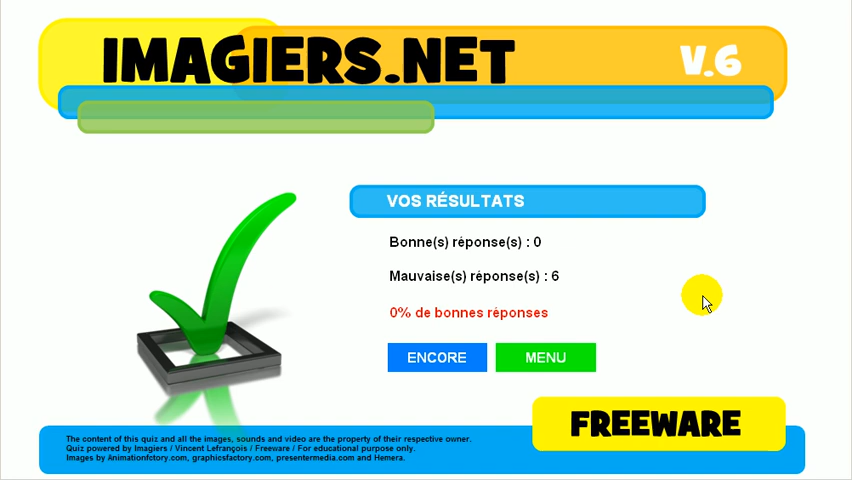 IMAGIERS.NET
V.6
VOS RÉSULTATS
Bonne(s) réponse(s) : 0
Mauvaise(s) réponse(s) : 6
0% de bonnes réponses
ENCORE
MENU
FREEWARE
The content of this quiz and all the images, sounds and video are the property of their respective owner.
Quiz powered by Imagiers / Vincent Lefrançois / Freeware / For educational purpose only.
Images by Animationfctory.com, graphicsfactory.com, presentermedia.com and Hemera.